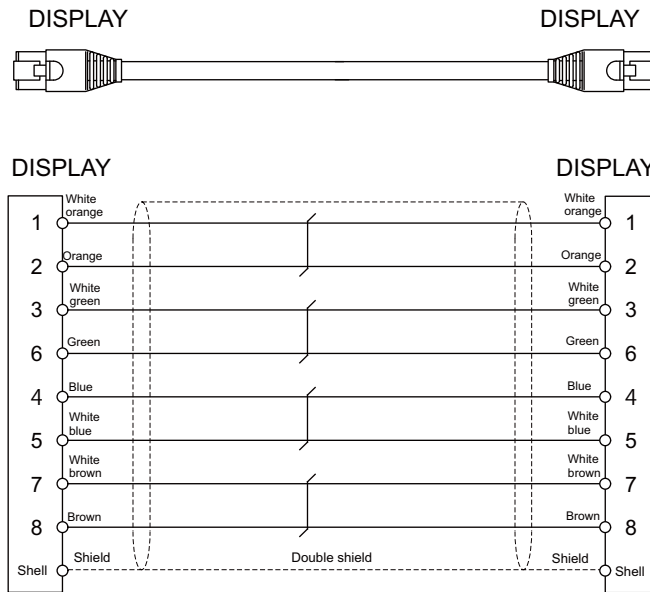 DISPLAY DISPLAY
DISPLAY DISPLAY
White orange White orange
1 1
Orange Orange
2 2
White green White green
3 3
Green Green
6 6
Blue Blue
4 4
White blue White blue
5 5
White brown White brown
7 7
Brown Brown
8 8
Shield Double shield Shield
Shell Shell